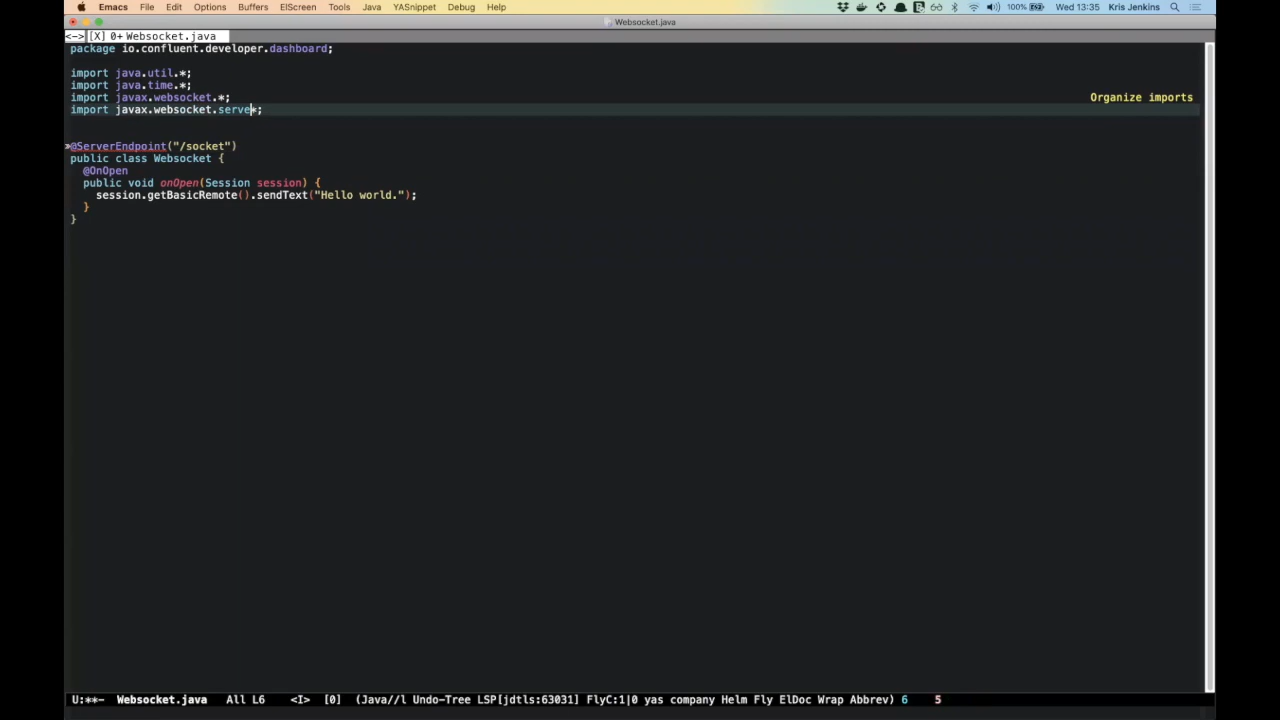 Emacs File Edit Options Buffers ElScreen Tools Java YASnippet Debug Help 100% Wed 13:35 Kris Jenkins
Websocket.java
<-> [X] 0+ Websocket.java
package io.confluent.developer.dashboard;
import java.util.*;
import java.time.*;
import javax.websocket.*; Organize imports
import javax.websocket.serve*;
»@ServerEndpoint("/socket")
public class Websocket {
@OnOpen
public void onOpen(Session session) {
session.getBasicRemote().sendText("Hello world.");
}
}
U:**- Websocket.java All L6 <I> [0] (Java//l Undo-Tree LSP[jdtls:63031] FlyC:1|0 yas company Helm Fly ElDoc Wrap Abbrev) 6 5